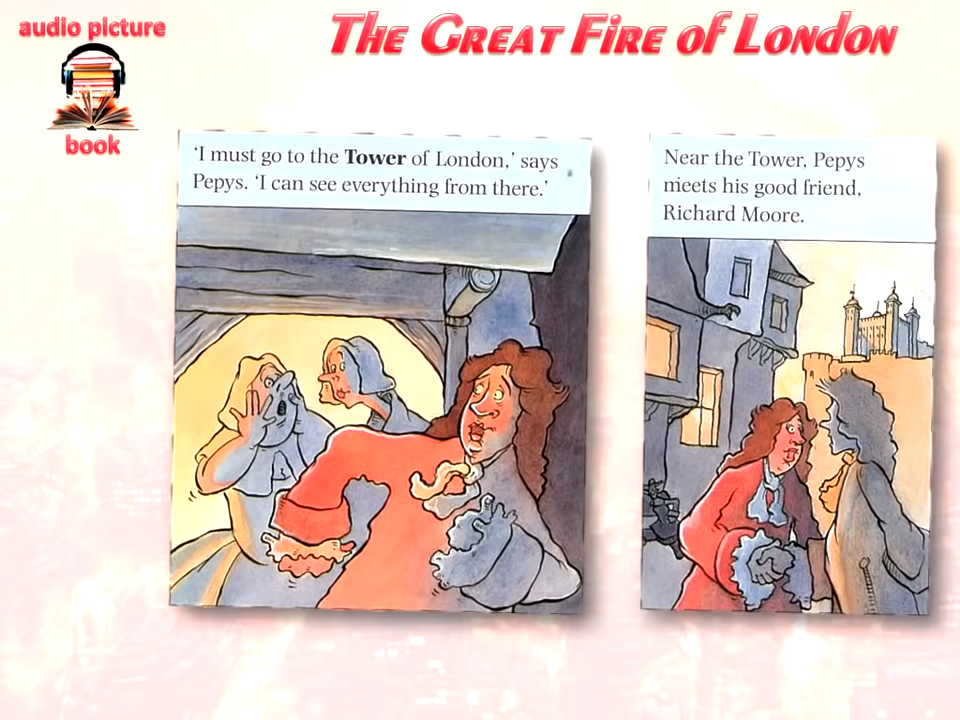 audio picture
book
The Great Fire of London
'I must go to the Tower of London,' says
Pepys. 'I can see everything from there.'
Near the Tower, Pepys
meets his good friend,
Richard Moore.